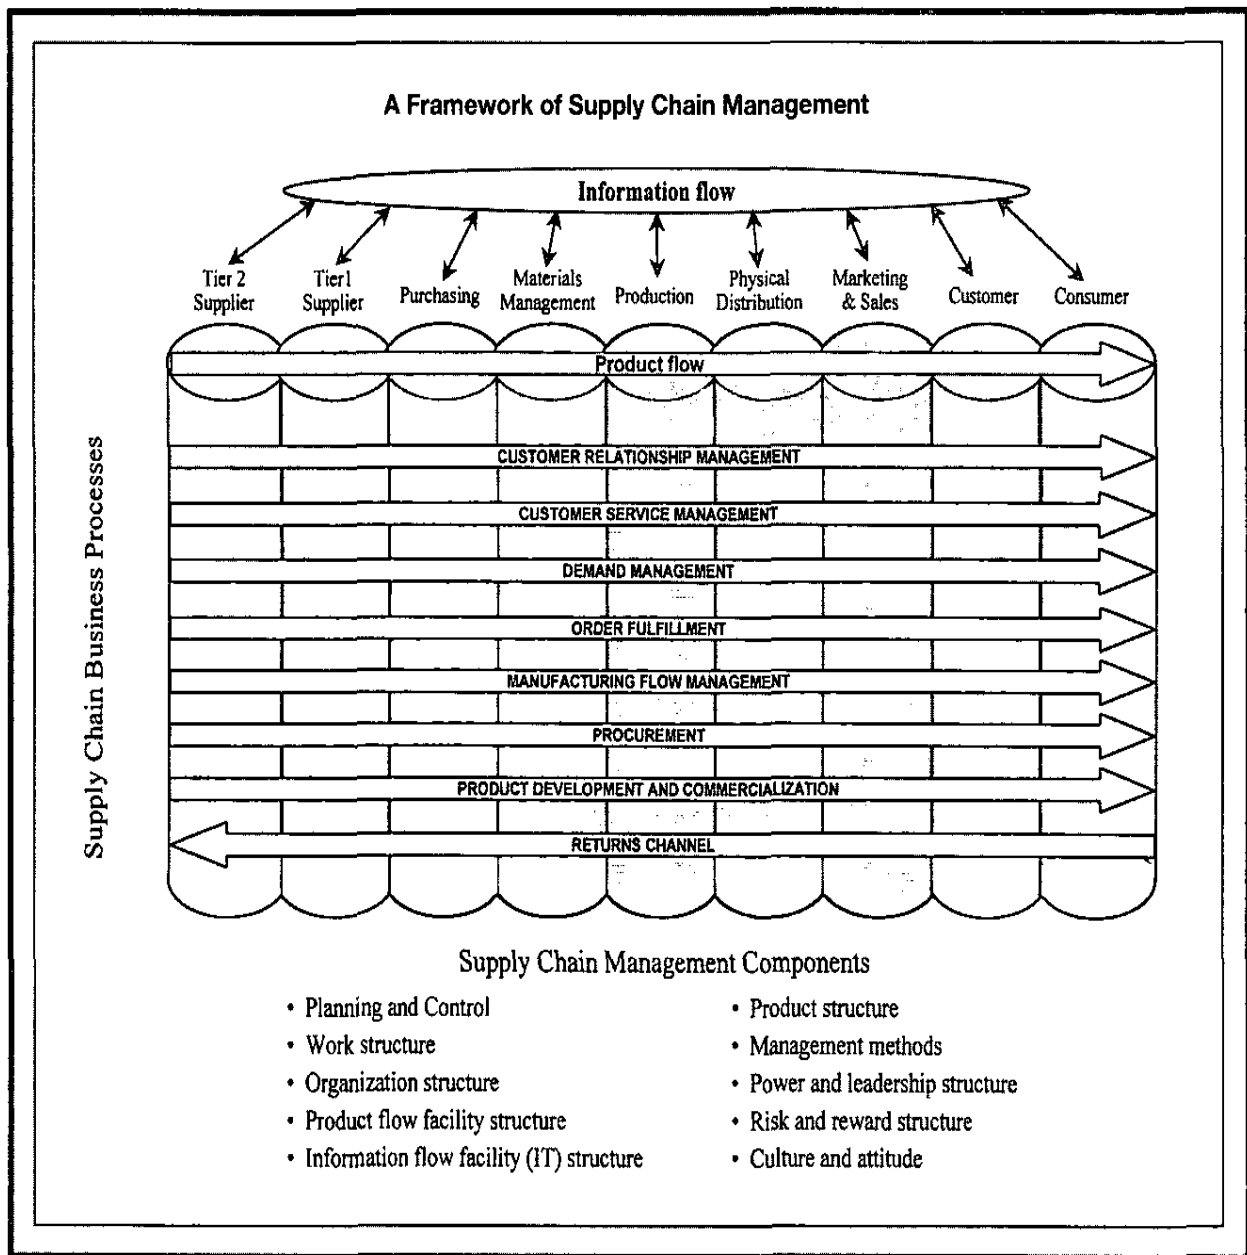 A Framework of Supply Chain Management
Information flow
Tier 2
Supplier
Tier1
Supplier
Purchasing
Materials
Management
Production
Physical
Distribution
Marketing
& Sales
Customer
Consumer
Product flow
Supply Chain Business Processes
CUSTOMER RELATIONSHIP MANAGEMENT
CUSTOMER SERVICE MANAGEMENT
DEMAND MANAGEMENT
ORDER FULFILLMENT
MANUFACTURING FLOW MANAGEMENT
PROCUREMENT
PRODUCT DEVELOPMENT AND COMMERCIALIZATION
RETURNS CHANNEL
Supply Chain Management Components
• Planning and Control
• Work structure
• Organization structure
• Product flow facility structure
• Information flow facility (IT) structure
• Product structure
• Management methods
• Power and leadership structure
• Risk and reward structure
• Culture and attitude